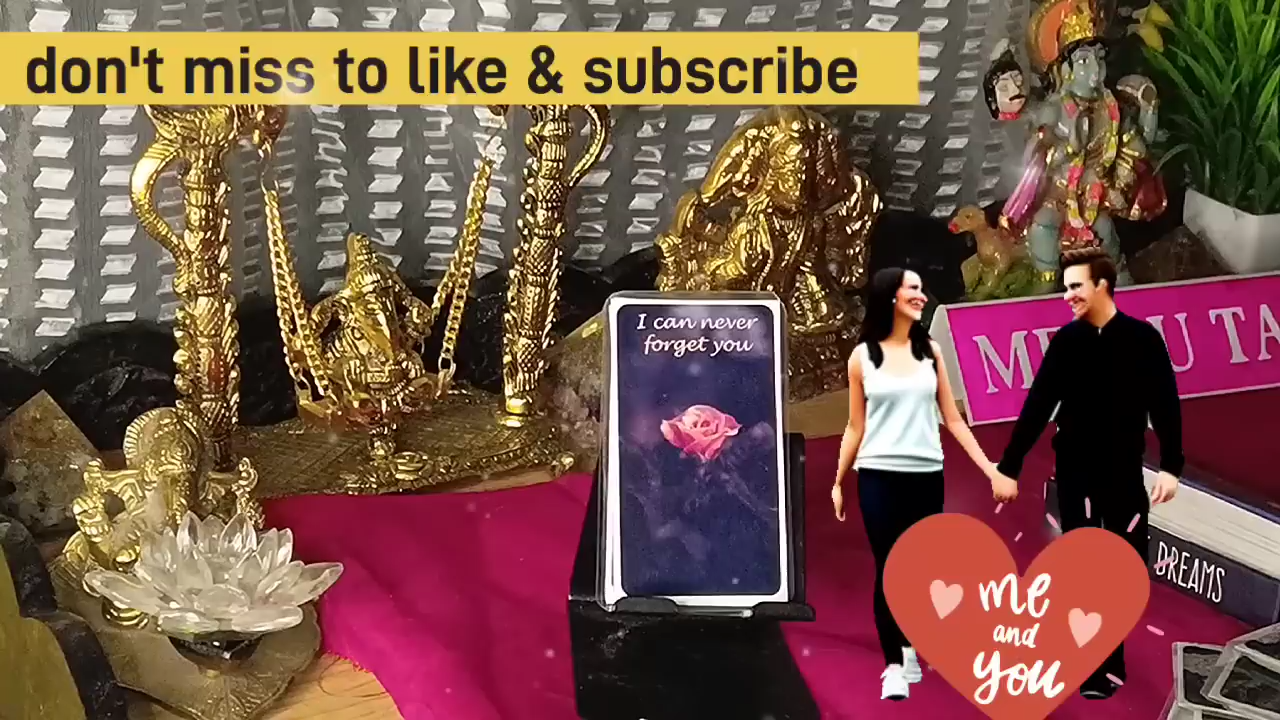 don't miss to like & subscribe
I can never
forget you
DREAMS
me
and
you